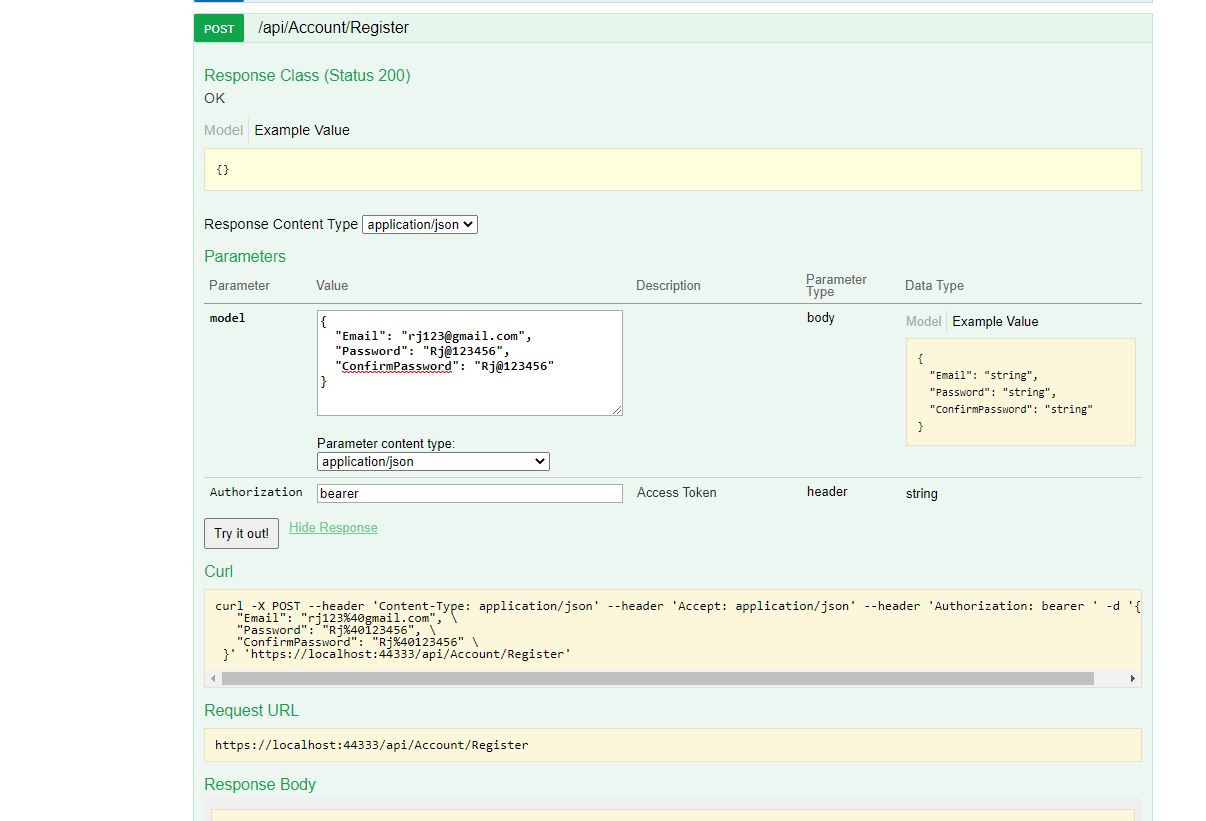 POST /api/Account/Register
Response Class (Status 200)
OK
Model Example Value
{}
Response Content Type application/json
Parameters
Parameter Value Description Parameter Type Data Type
model
{
"Email": "rj123@gmail.com",
"Password": "Rj@123456",
"ConfirmPassword": "Rj@123456"
}
Parameter content type:
application/json
body
Model Example Value
{
"Email": "string",
"Password": "string",
"ConfirmPassword": "string"
}
Authorization bearer Access Token header string
Try it out! Hide Response
Curl
curl -X POST --header 'Content-Type: application/json' --header 'Accept: application/json' --header 'Authorization: bearer ' -d '{
"Email": "rj123%40gmail.com", \
"Password": "Rj%40123456", \
"ConfirmPassword": "Rj%40123456" \
}' 'https://localhost:44333/api/Account/Register'
Request URL
https://localhost:44333/api/Account/Register
Response Body